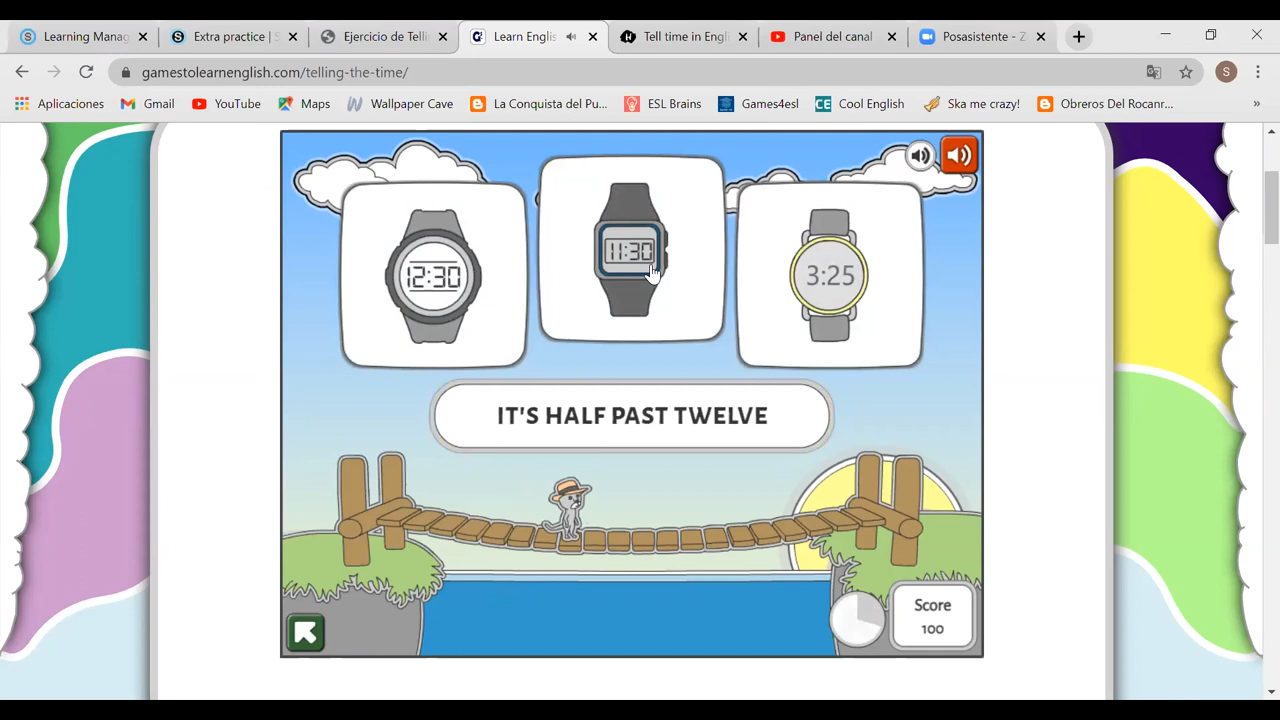 Learning Manag
Extra practice | S
Ejercicio de Telli
Learn Englis
Tell time in Engli
Panel del canal
Posasistente - Z
gamestolearnenglish.com/telling-the-time/
S
Aplicaciones
Gmail
YouTube
Maps
Wallpaper Cave
La Conquista del Pu...
ESL Brains
Games4esl
CE Cool English
Ska me crazy!
Obreros Del Rocanr...
»
12:30
11:30
3:25
IT'S HALF PAST TWELVE
Score
100